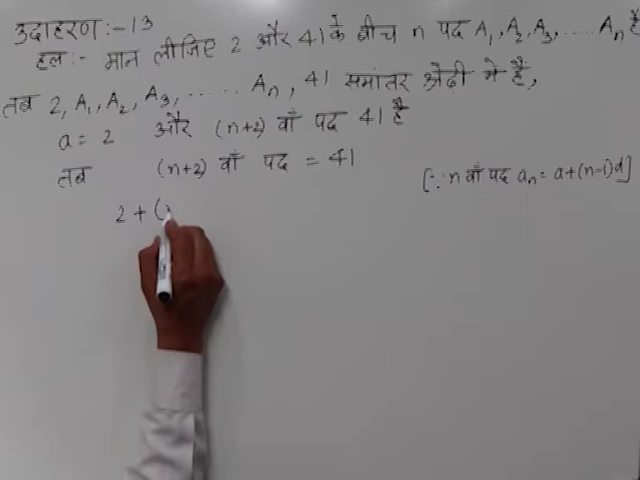 उदाहरण:-13
हल:- मान लीजिए 2 और 41 के बीच n पद A₁, A₂, A₃, ..... Aₙ है
तब 2, A₁, A₂, A₃, ...... Aₙ, 41 समांतर श्रेढी मे है,
a = 2 और (n+2) वाँ पद 41 है
तब (n+2) वाँ पद = 41 [∵ n वाँ पद aₙ = a+(n-1)d]
2 + (